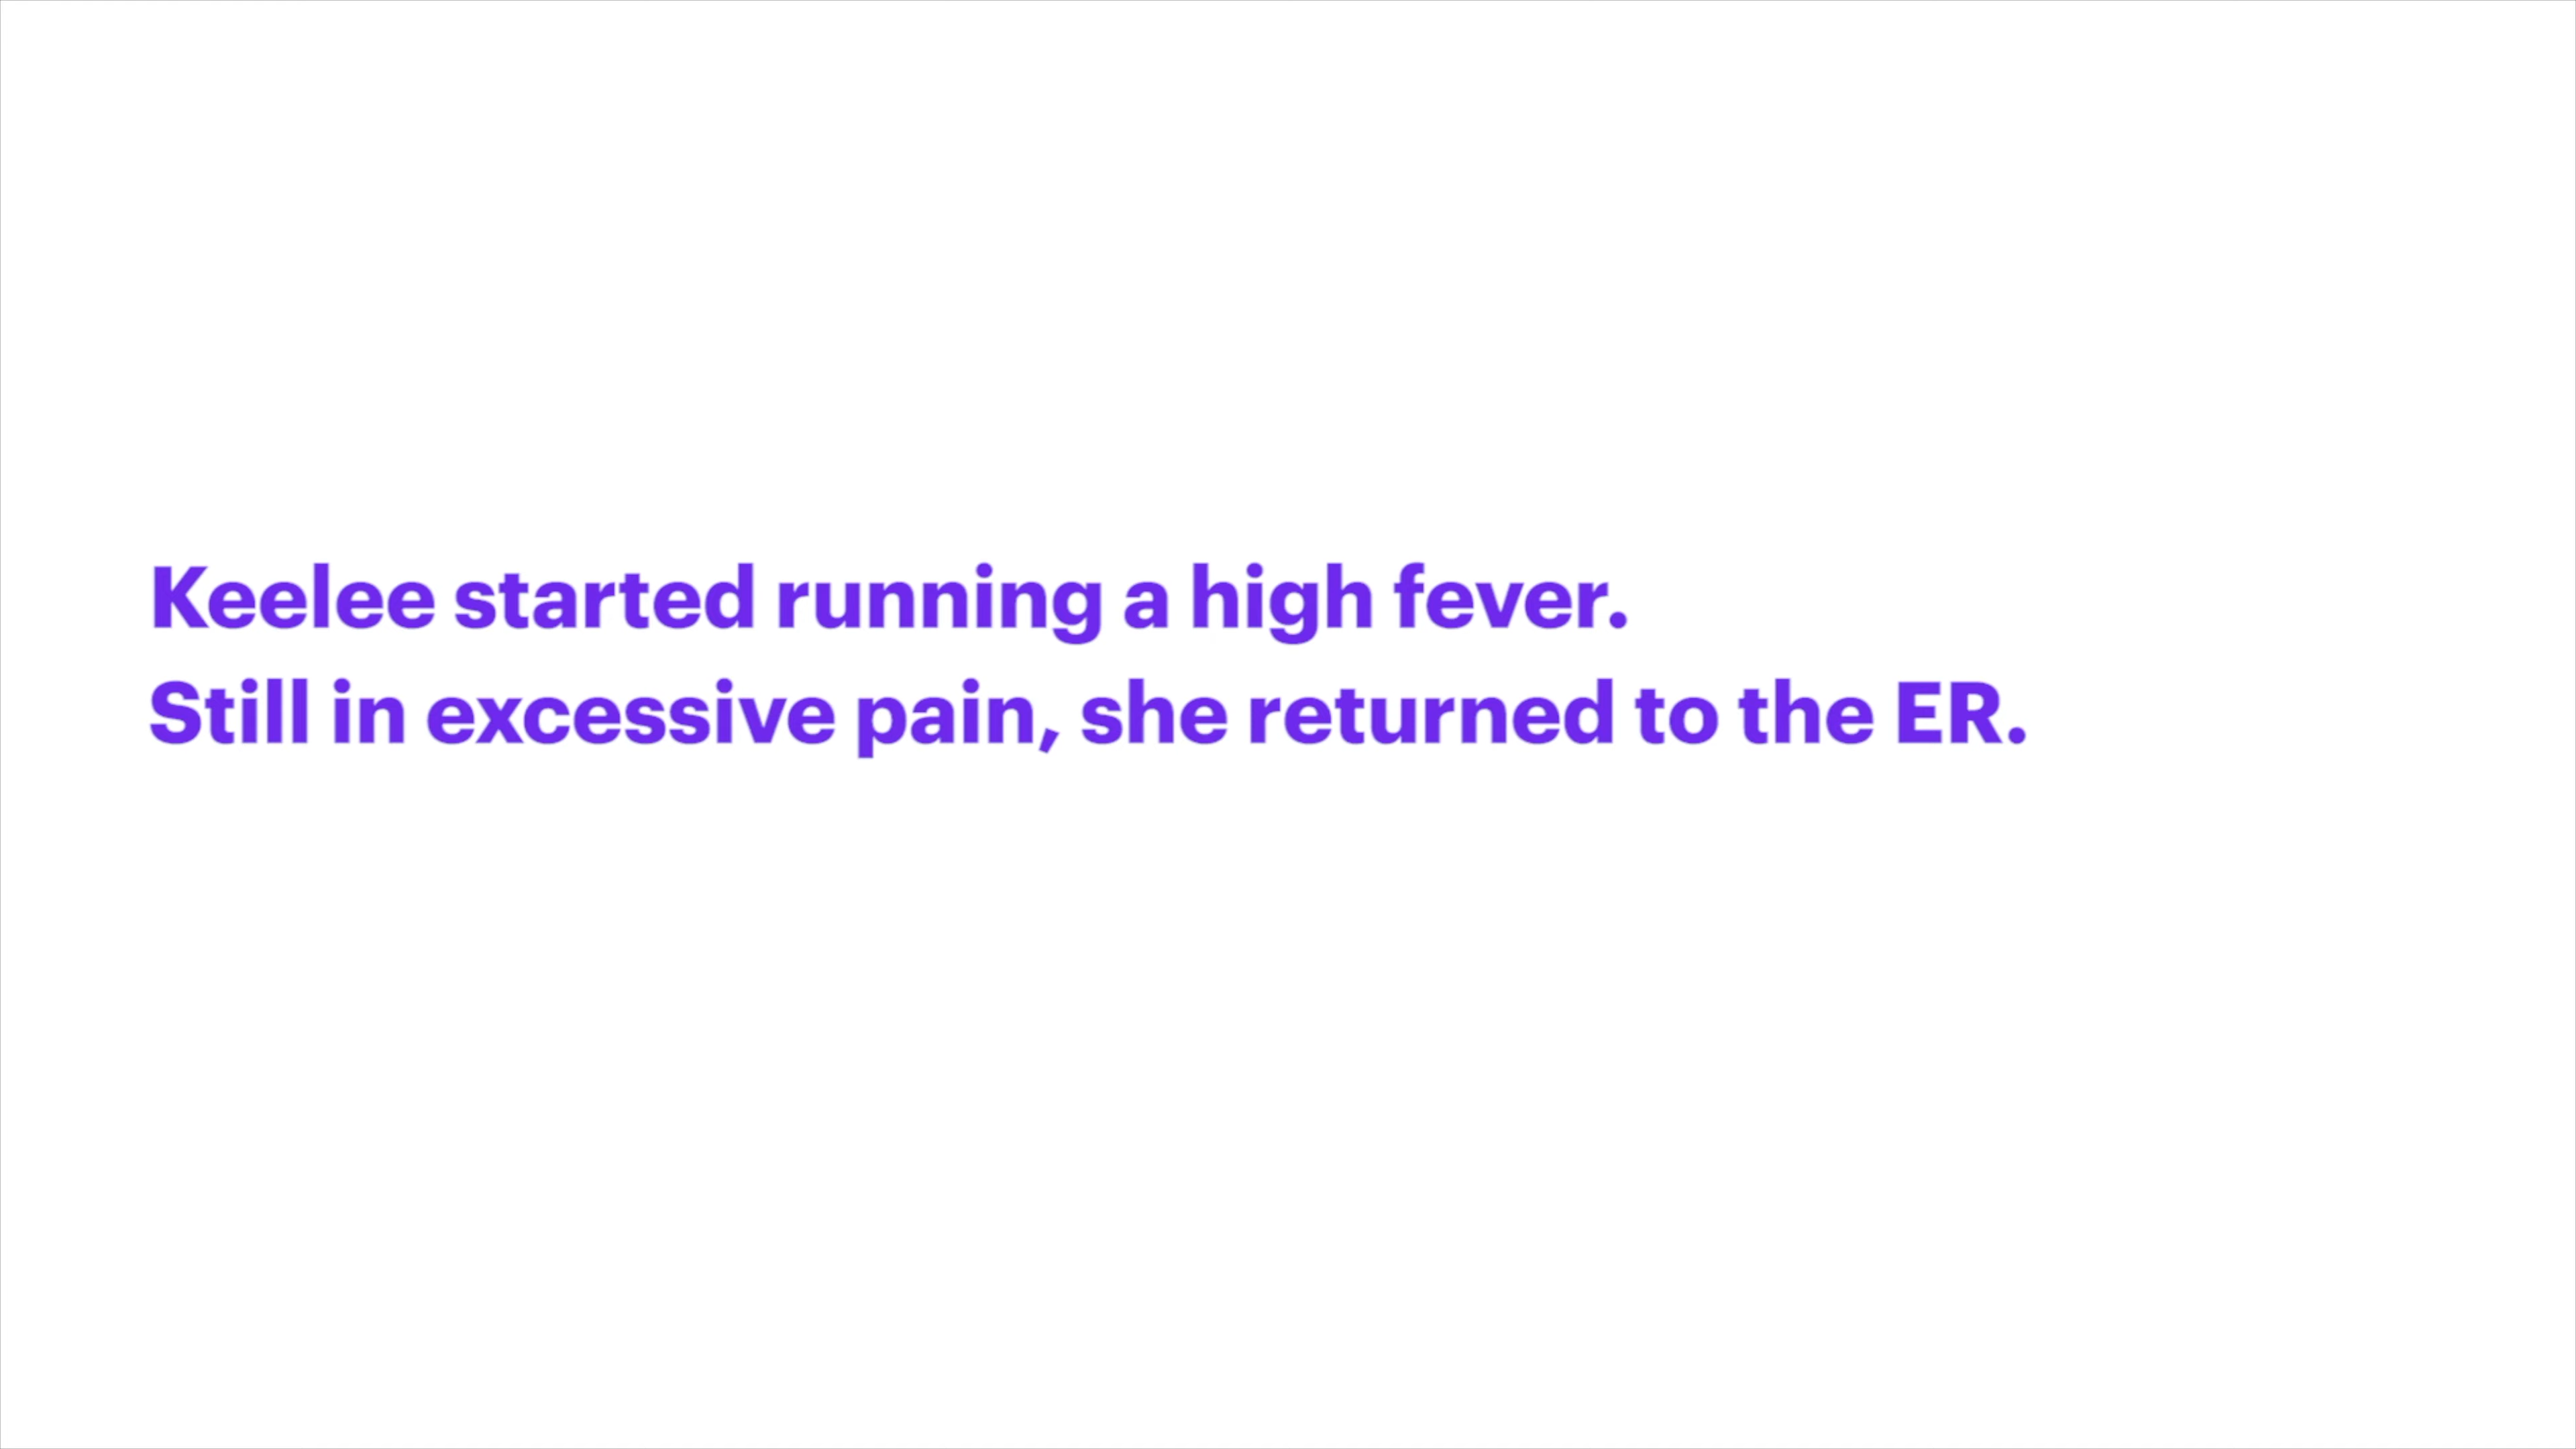 Keelee started running a high fever.
Still in excessive pain, she returned to the ER.